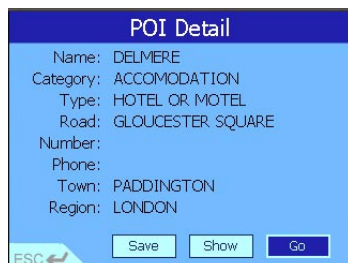 POI Detail
Name: DELMERE
Category: ACCOMODATION
Type: HOTEL OR MOTEL
Road: GLOUCESTER SQUARE
Number:
Phone:
Town: PADDINGTON
Region: LONDON
ESC Save Show Go